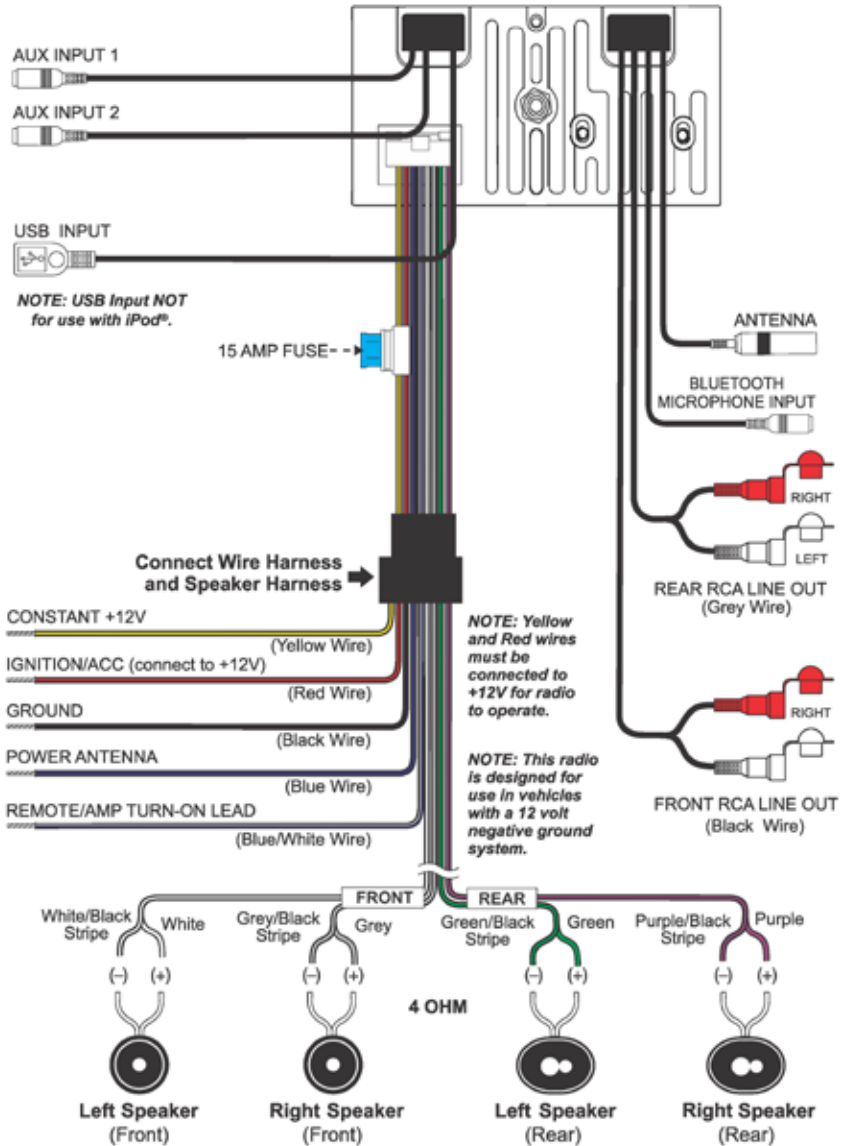 AUX INPUT 1
AUX INPUT 2
USB INPUT
NOTE: USB Input NOT
for use with iPod®.
15 AMP FUSE
ANTENNA
BLUETOOTH
MICROPHONE INPUT
RIGHT
LEFT
REAR RCA LINE OUT
(Grey Wire)
Connect Wire Harness
and Speaker Harness
CONSTANT +12V
(Yellow Wire)
IGNITION/ACC (connect to +12V)
(Red Wire)
GROUND
(Black Wire)
POWER ANTENNA
(Blue Wire)
REMOTE/AMP TURN-ON LEAD
(Blue/White Wire)
NOTE: Yellow
and Red wires
must be
connected to
+12V for radio
to operate.
NOTE: This radio
is designed for
use in vehicles
with a 12 volt
negative ground
system.
RIGHT
LEFT
FRONT RCA LINE OUT
(Black Wire)
FRONT
REAR
White/Black
Stripe
White
Grey/Black
Stripe
Grey
Green/Black
Stripe
Green
Purple/Black
Stripe
Purple
(–) (+)
(–) (+)
(–) (+)
(–) (+)
4 OHM
Left Speaker
(Front)
Right Speaker
(Front)
Left Speaker
(Rear)
Right Speaker
(Rear)